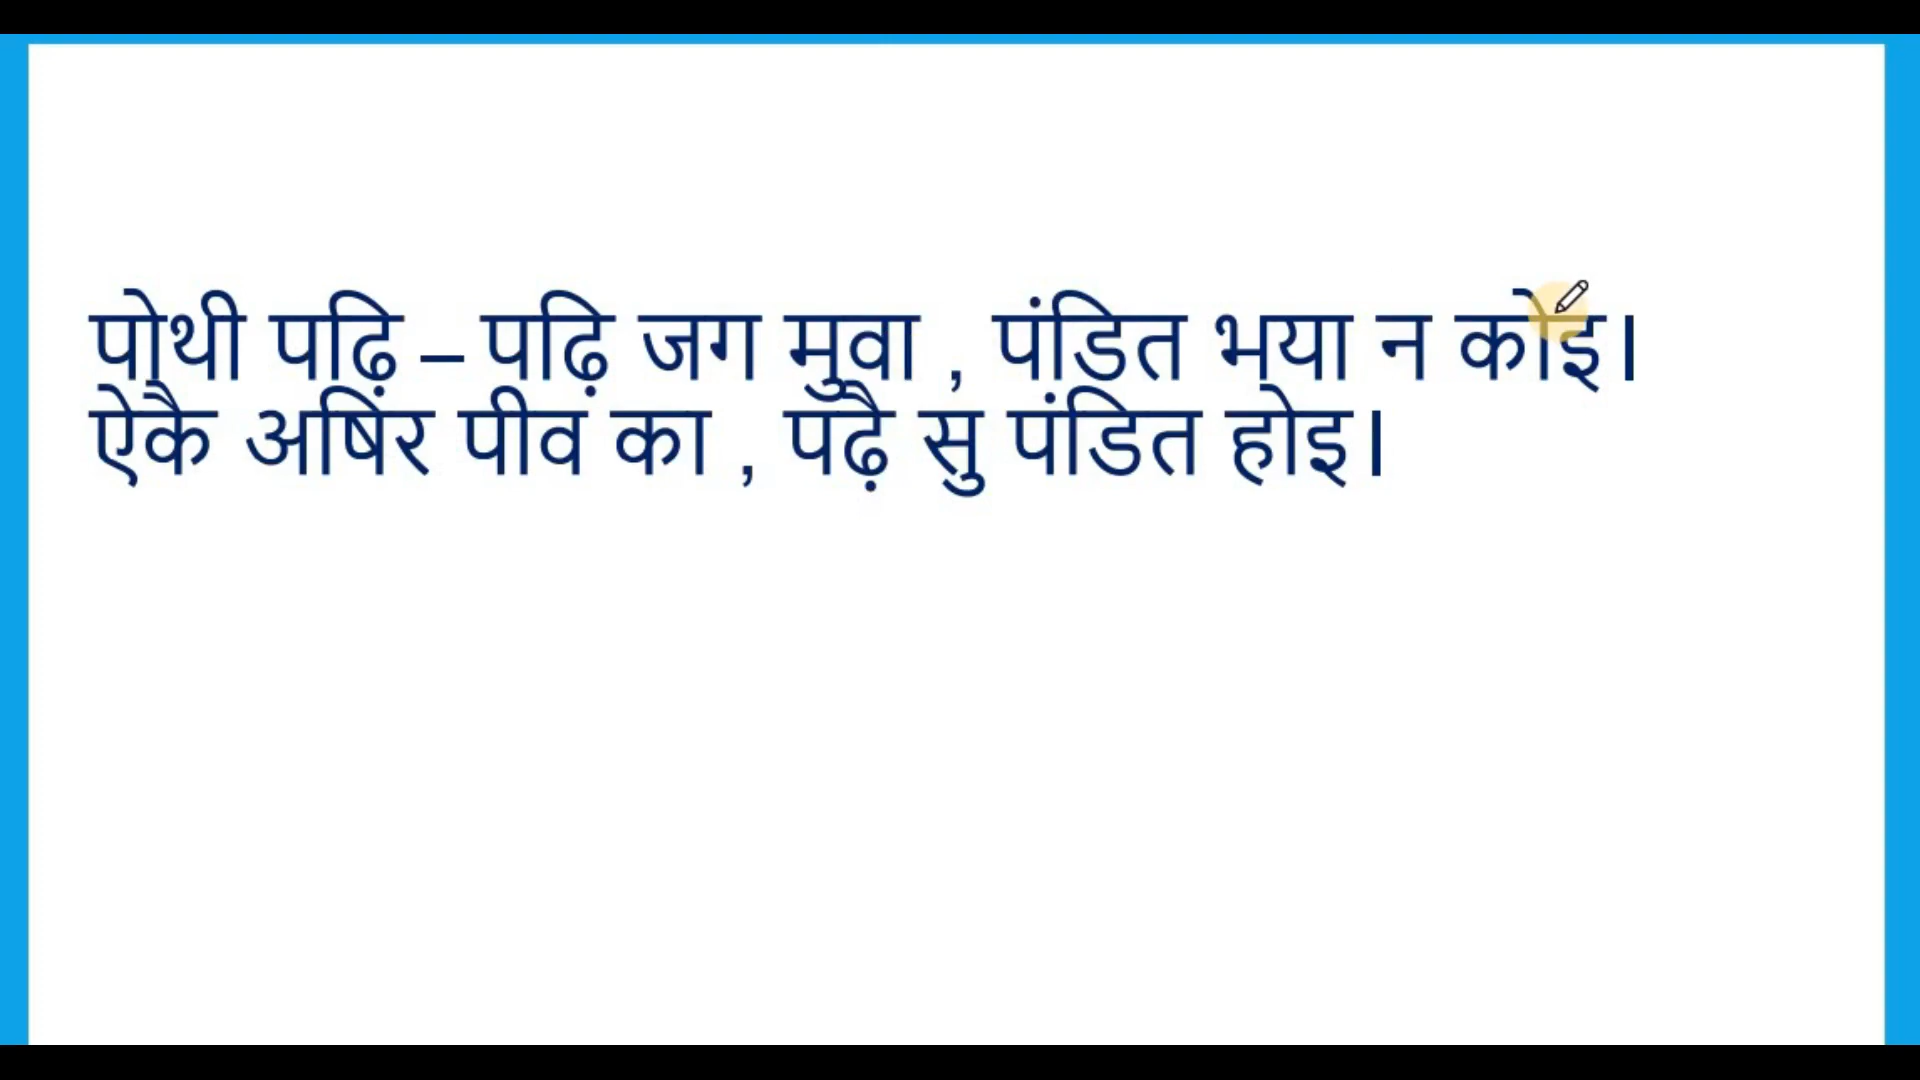 पोथी पढ़ि – पढ़ि जग मुवा , पंडित भया न कोइ।
ऐकै अषिर पीव का , पढ़ै सु पंडित होइ।